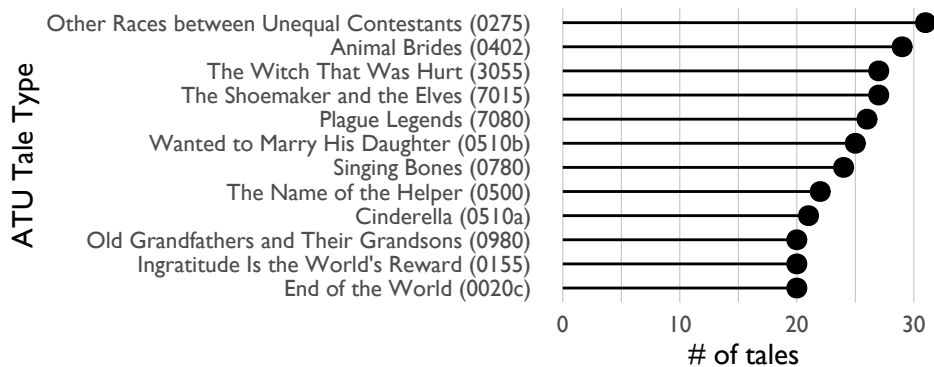 Other Races between Unequal Contestants (0275)
Animal Brides (0402)
The Witch That Was Hurt (3055)
The Shoemaker and the Elves (7015)
Plague Legends (7080)
Wanted to Marry His Daughter (0510b)
Singing Bones (0780)
The Name of the Helper (0500)
Cinderella (0510a)
Old Grandfathers and Their Grandsons (0980)
Ingratitude Is the World's Reward (0155)
End of the World (0020c)
ATU Tale Type
0 10 20 30
# of tales